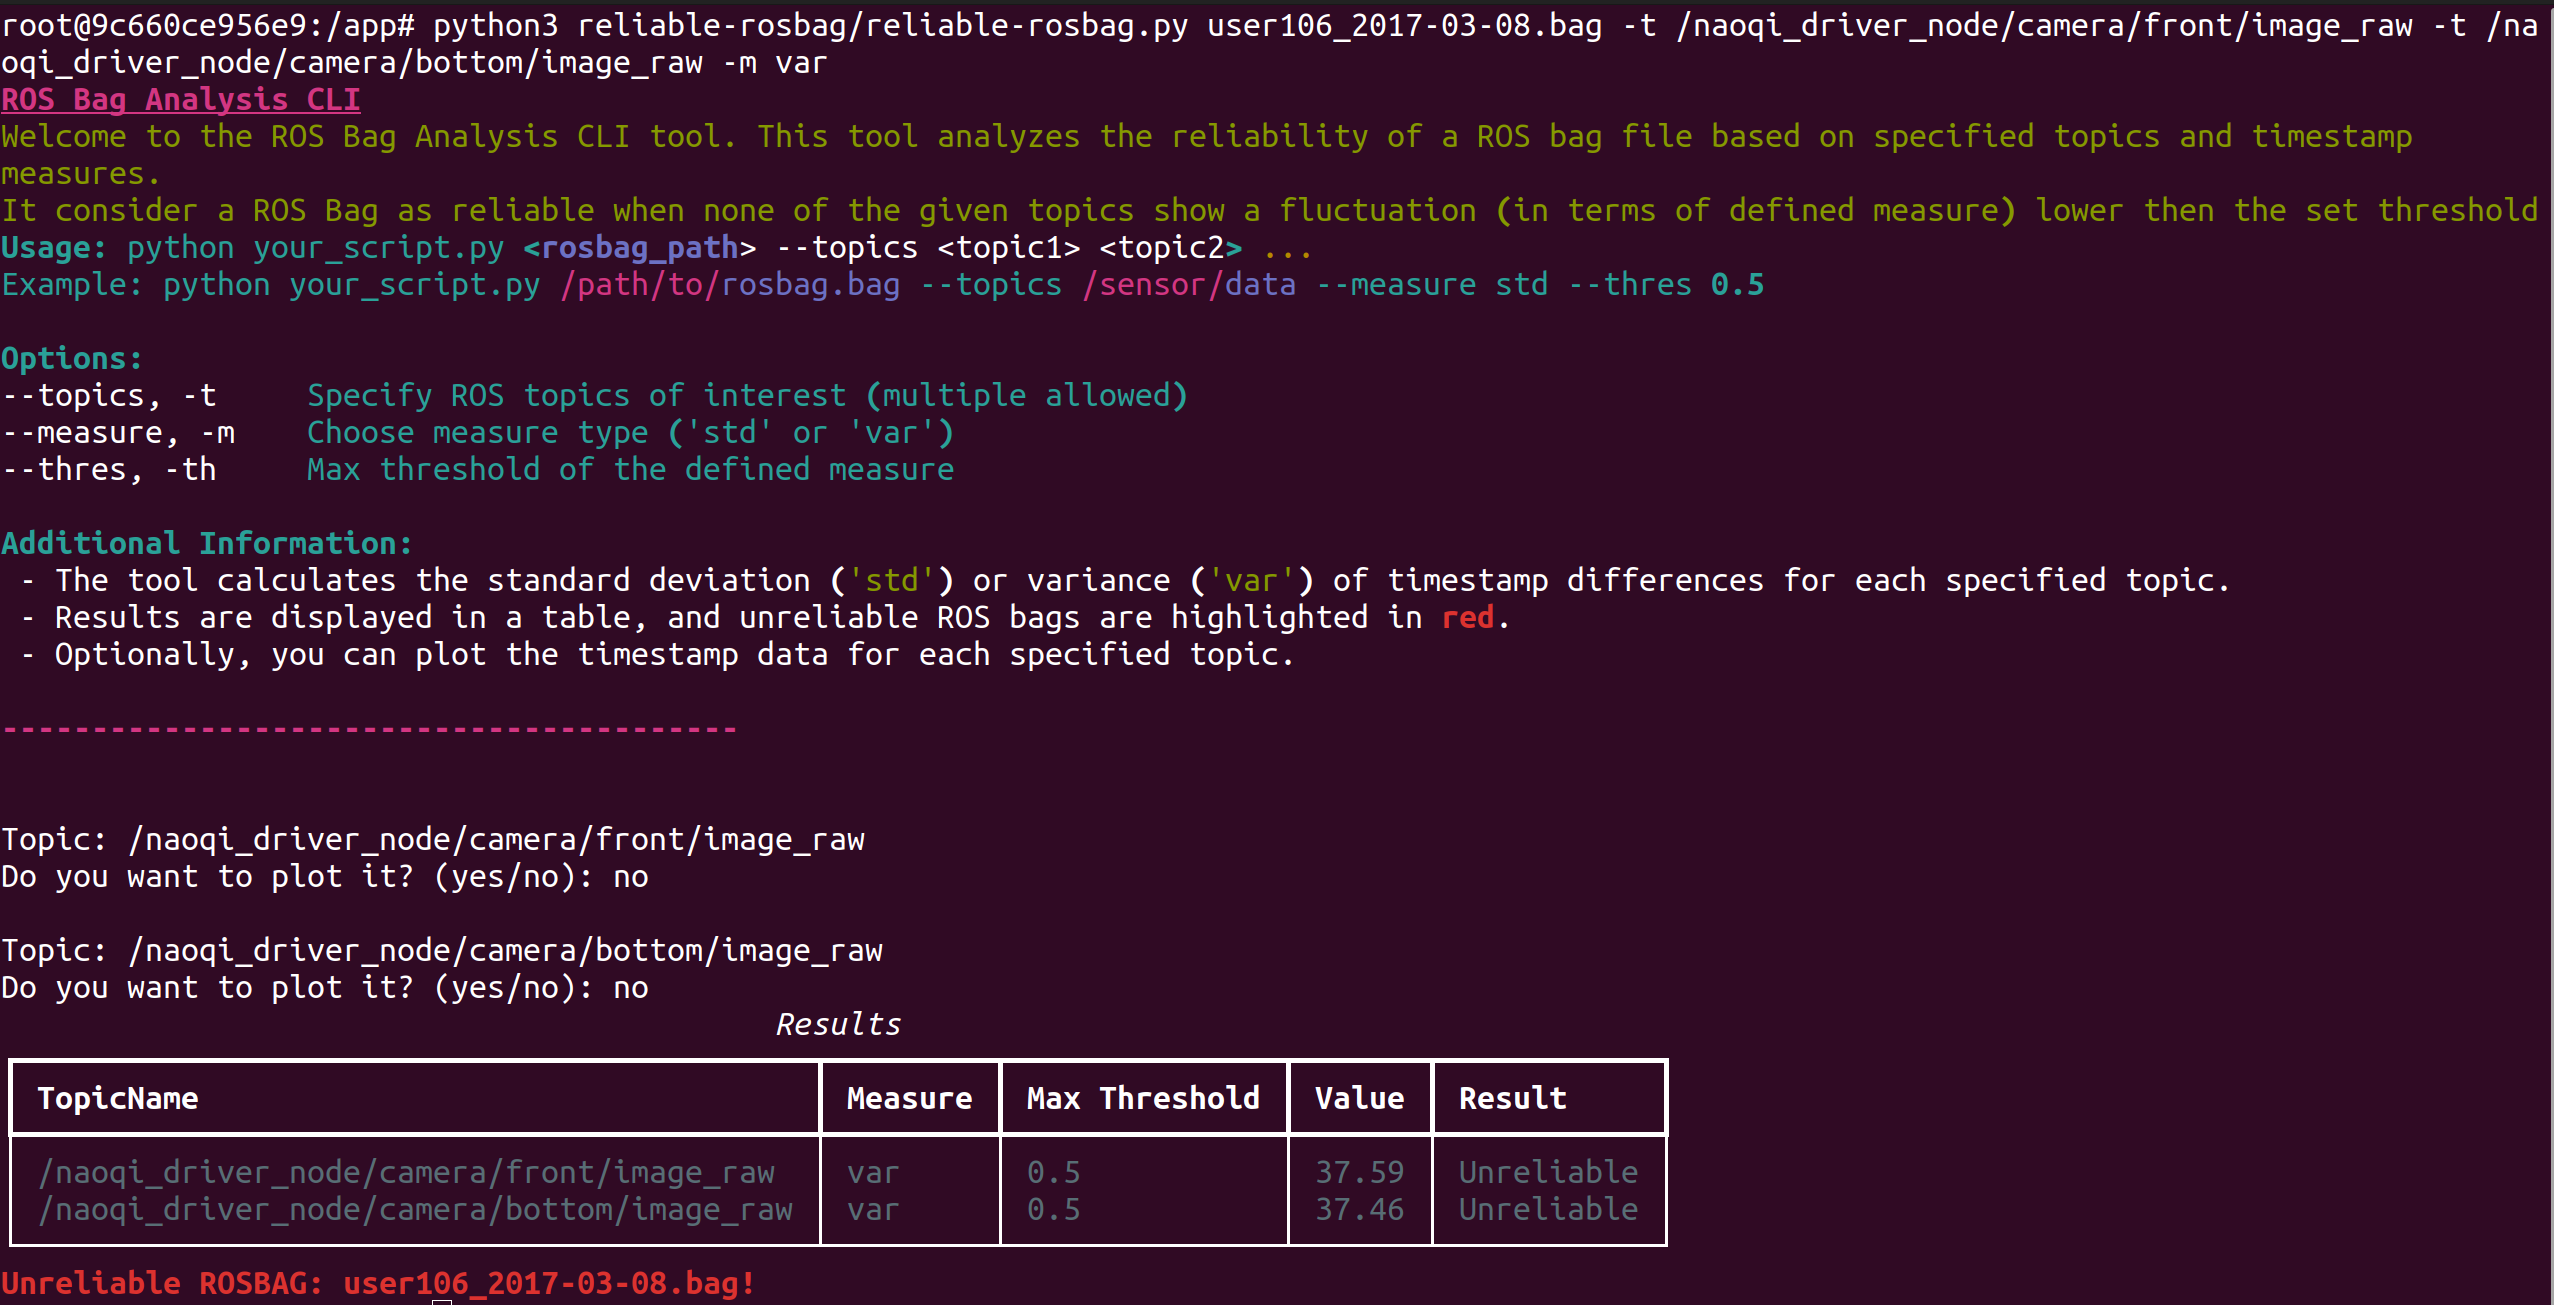 root@9c660ce956e9:/app# python3 reliable-rosbag/reliable-rosbag.py user106_2017-03-08.bag -t /naoqi_driver_node/camera/front/image_raw -t /na
oqi_driver_node/camera/bottom/image_raw -m var
ROS Bag Analysis CLI
Welcome to the ROS Bag Analysis CLI tool. This tool analyzes the reliability of a ROS bag file based on specified topics and timestamp
measures.
It consider a ROS Bag as reliable when none of the given topics show a fluctuation (in terms of defined measure) lower then the set threshold
Usage: python your_script.py <rosbag_path> --topics <topic1> <topic2> ...
Example: python your_script.py /path/to/rosbag.bag --topics /sensor/data --measure std --thres 0.5
Options:
--topics, -t     Specify ROS topics of interest (multiple allowed)
--measure, -m    Choose measure type ('std' or 'var')
--thres, -th     Max threshold of the defined measure
Additional Information:
 - The tool calculates the standard deviation ('std') or variance ('var') of timestamp differences for each specified topic.
 - Results are displayed in a table, and unreliable ROS bags are highlighted in red.
 - Optionally, you can plot the timestamp data for each specified topic.
-----------------------------------------
Topic: /naoqi_driver_node/camera/front/image_raw
Do you want to plot it? (yes/no): no
Topic: /naoqi_driver_node/camera/bottom/image_raw
Do you want to plot it? (yes/no): no
Results
TopicName Measure Max Threshold Value Result
/naoqi_driver_node/camera/front/image_raw var 0.5 37.59 Unreliable
/naoqi_driver_node/camera/bottom/image_raw var 0.5 37.46 Unreliable
Unreliable ROSBAG: user106_2017-03-08.bag!